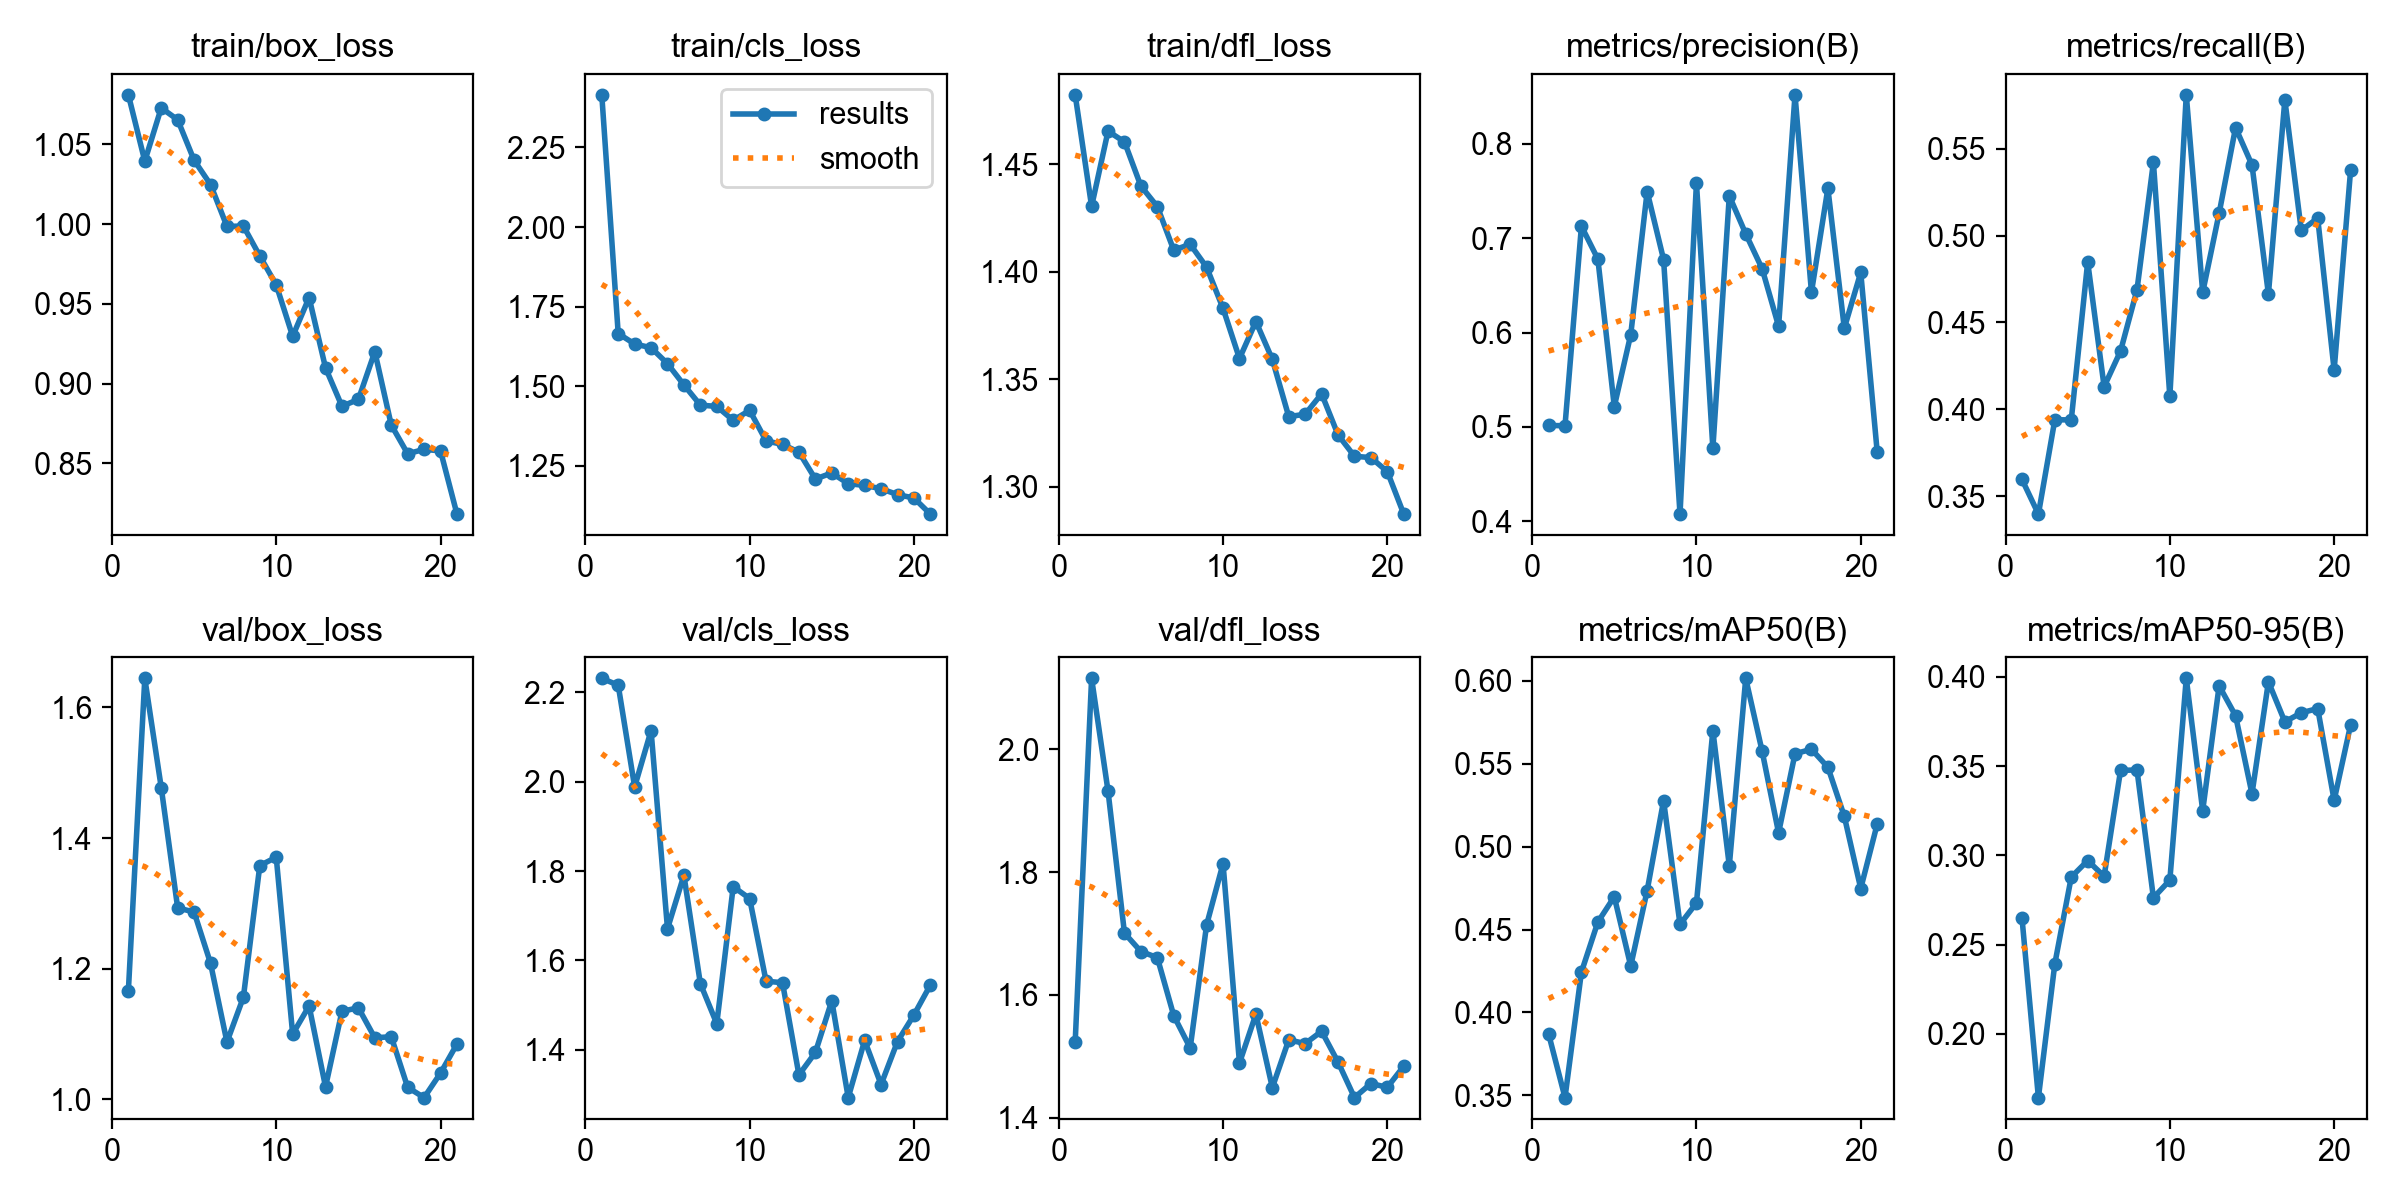 train/box_loss
1.05
1.00
0.95
0.90
0.85
0 10 20
train/cls_loss
results
smooth
2.25
2.00
1.75
1.50
1.25
0 10 20
train/dfl_loss
1.45
1.40
1.35
1.30
0 10 20
metrics/precision(B)
0.8
0.7
0.6
0.5
0.4
0 10 20
metrics/recall(B)
0.55
0.50
0.45
0.40
0.35
0 10 20
val/box_loss
1.6
1.4
1.2
1.0
0 10 20
val/cls_loss
2.2
2.0
1.8
1.6
1.4
0 10 20
val/dfl_loss
2.0
1.8
1.6
1.4
0 10 20
metrics/mAP50(B)
0.60
0.55
0.50
0.45
0.40
0.35
0 10 20
metrics/mAP50-95(B)
0.40
0.35
0.30
0.25
0.20
0 10 20